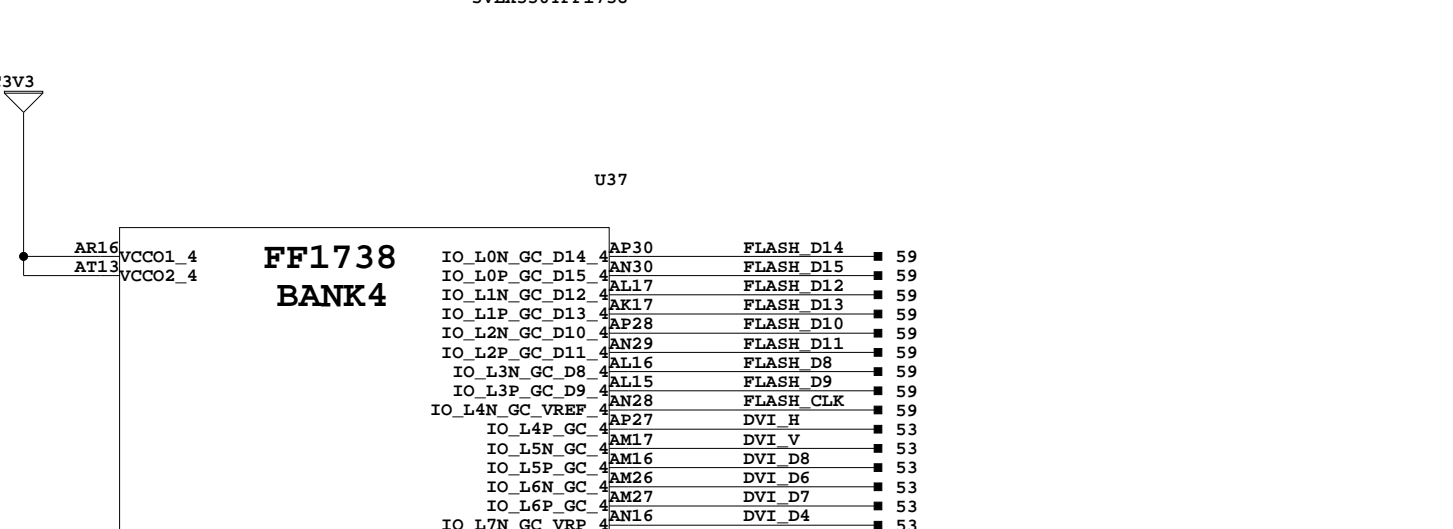 3V3
U37
AR16 VCCO1_4 FF1738 IO_L0N_GC_D14_4 AP30 FLASH_D14 59
AT13 VCCO2_4 IO_L0P_GC_D15_4 AN30 FLASH_D15 59
BANK4 IO_L1N_GC_D12_4 AL17 FLASH_D12 59
IO_L1P_GC_D13_4 AK17 FLASH_D13 59
IO_L2N_GC_D10_4 AP28 FLASH_D10 59
IO_L2P_GC_D11_4 AN29 FLASH_D11 59
IO_L3N_GC_D8_4 AL16 FLASH_D8 59
IO_L3P_GC_D9_4 AL15 FLASH_D9 59
IO_L4N_GC_VREF_4 AN28 FLASH_CLK 59
IO_L4P_GC_4 AP27 DVI_H 53
IO_L5N_GC_4 AM17 DVI_V 53
IO_L5P_GC_4 AM16 DVI_D8 53
IO_L6N_GC_4 AM26 DVI_D6 53
IO_L6P_GC_4 AM27 DVI_D7 53
IO_L7N_GC_VRP_4 AN16 DVI_D4 53